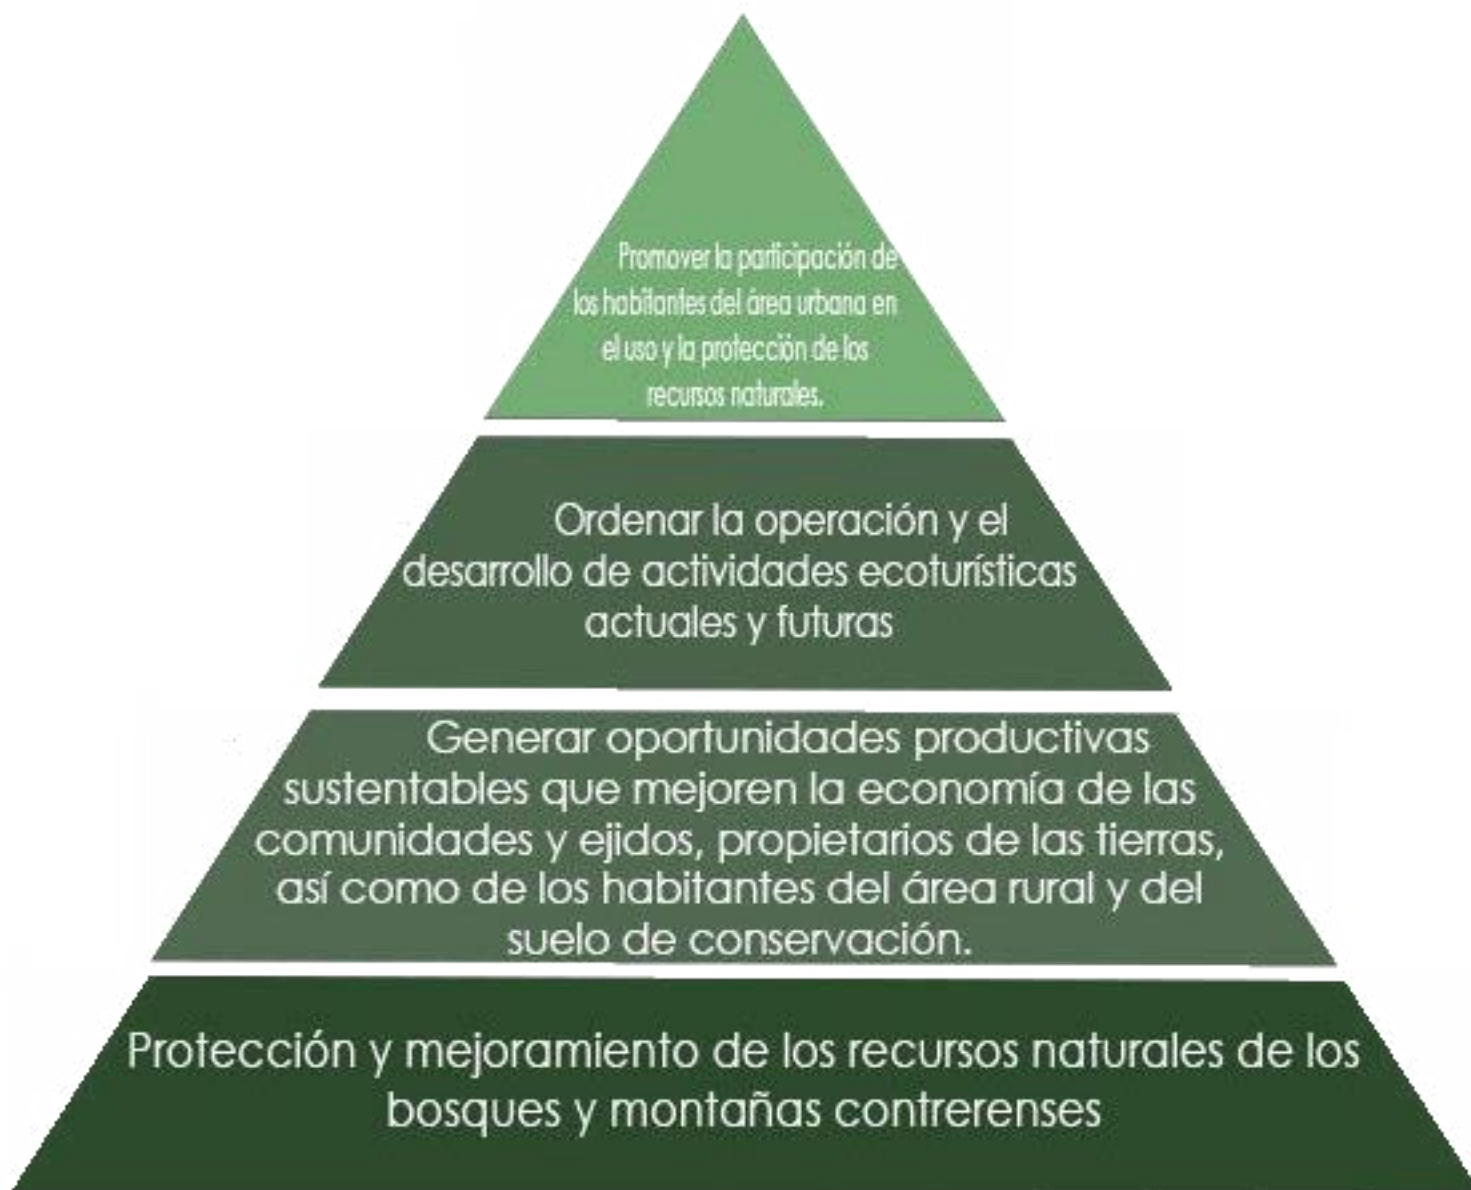 Promover la participación de
los habitantes del área urbana en
el uso y la protección de los
recursos naturales.
Ordenar la operación y el
desarrollo de actividades ecoturísticas
actuales y futuras
Generar oportunidades productivas
sustentables que mejoren la economía de las
comunidades y ejidos, propietarios de las tierras,
así como de los habitantes del área rural y del
suelo de conservación.
Protección y mejoramiento de los recursos naturales de los
bosques y montañas contrerenses